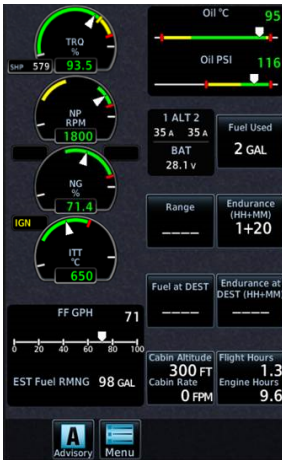 TRQ
%
SHP 579
93.5
NP
RPM
1800
NG
%
71.4
IGN
ITT
°C
650
FF GPH 71
0 20 40 60 80 100
EST Fuel RMNG 98 GAL
Oil °C 95
Oil PSI 116
1 ALT 2
35 A 35 A
BAT
28.1 V
Fuel Used
2 GAL
Range
____
Endurance
(HH+MM)
1+20
Fuel at DEST
____
Endurance at
DEST (HH+MM)
____
Cabin Altitude
300 FT
Cabin Rate
0 FPM
Flight Hours
1.3
Engine Hours
9.6
A
Advisory
Menu